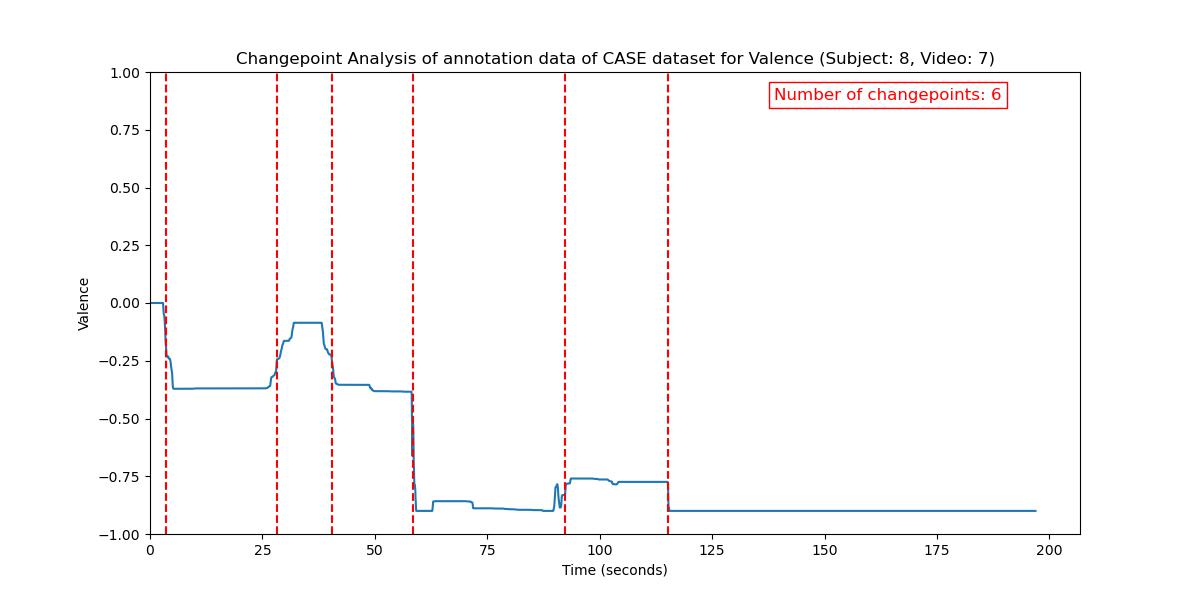 Changepoint Analysis of annotation data of CASE dataset for Valence (Subject: 8, Video: 7)
Number of changepoints: 6
Valence
1.00
0.75
0.50
0.25
0.00
−0.25
−0.50
−0.75
−1.00
0 25 50 75 100 125 150 175 200
Time (seconds)